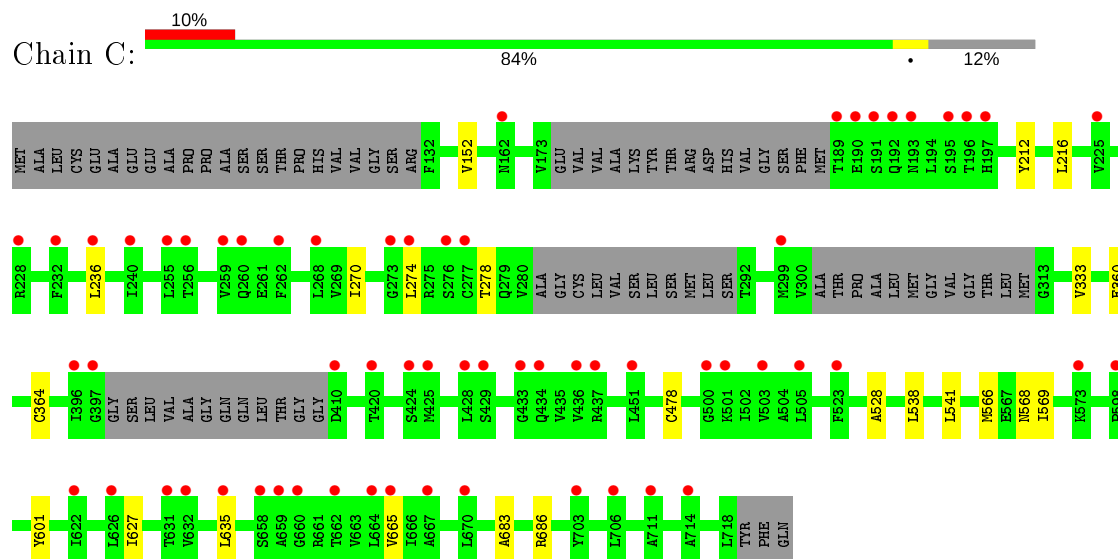 10%
Chain C:
84%
•
12%
MET ALA LEU CYS GLU ALA GLU GLU ALA PRO PRO ALA SER SER THR PRO PRO HIS VAL VAL GLY SER ARG F132 V152 N162 V173 GLU VAL VAL ALA LYS TYR THR ARG ASP HIS VAL GLY SER PHE MET T189 E190 S191 Q192 N193 L194 S195 T196 H197 Y212 L216 V225
R228 F232 L236 I240 L255 T256 V259 Q260 E261 F262 L268 V269 I270 G273 L274 R275 S276 C277 T278 Q279 V280 ALA GLY CYS LEU VAL SER LEU SER MET LEU SER T292 M299 V300 ALA THR PRO ALA LEU MET GLY VAL GLY THR LEU MET G313 V333
C364 I396 G397 GLY SER LEU VAL ALA GLY GLN GLN LEU THR GLY GLY D410 T420 S424 M425 L428 S429 G433 Q434 V435 V436 R437 L451 C478 G500 K501 I502 V503 A504 L505 F523 A528 L538 L541 M566 E567 N568 I569 K573
Y601 I622 L626 I627 T631 V632 L635 S658 A659 G660 R661 T662 V663 L664 V665 I666 A667 L670 A683 R686 Y703 L706 A711 A714 L718 TYR PHE GLN